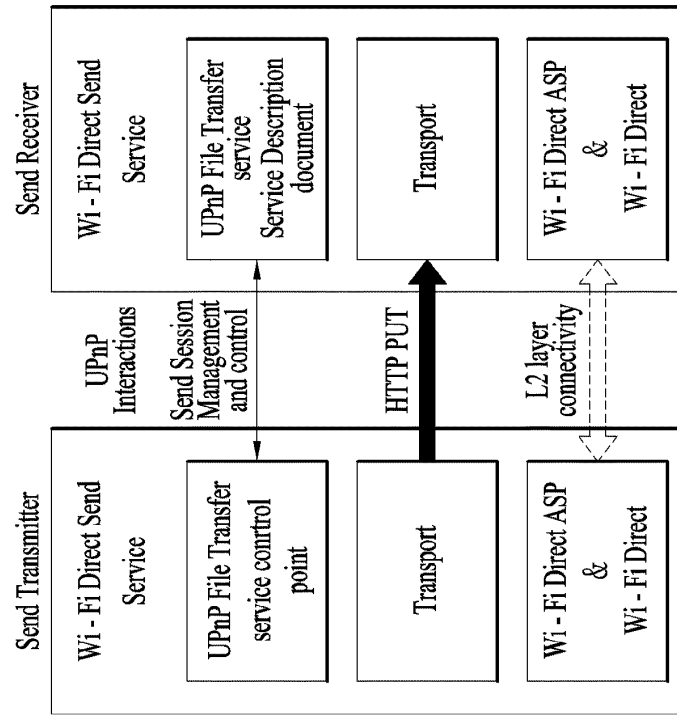 Send Transmitter
Wi - Fi Direct Send
Service
UPnP File Transfer
service conrtrol
point
Transport
Wi - Fi Direct ASP
&
Wi - Fi Direct
UPnP
Interactions
Send Session
Management
and control
HTTP PUT
L2 layer
connectivity
Send Receiver
Wi - Fi Direct Send
Service
UPnP File Transfer
service
Service Description
document
Transport
Wi - Fi Direct ASP
&
Wi - Fi Direct